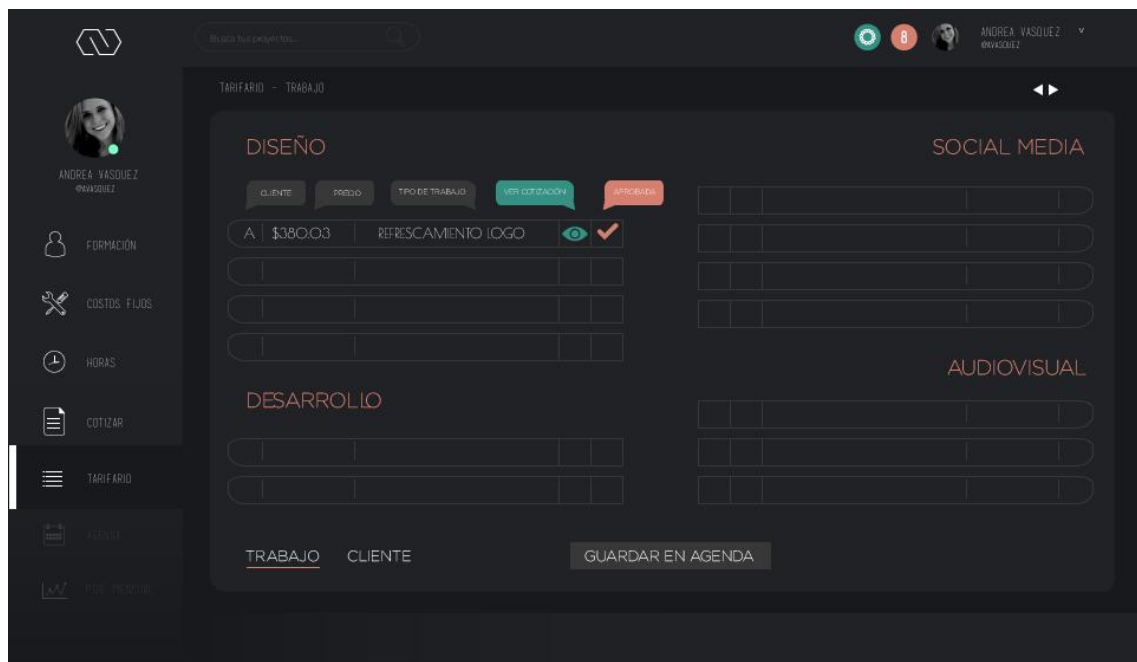 Busca tus proyectos...
8
ANDREA VASQUEZ
@AVASQUEZ
TARIFARIO - TRABAJO
ANDREA VASQUEZ
@AVASQUEZ
FORMACIÓN
COSTOS FIJOS
HORAS
COTIZAR
TARIFARIO
DISEÑO
CLIENTE
PRECIO
TIPO DE TRABAJO
VER COTIZACIÓN
APROBADA
A $380.03 REFRESCAMIENTO LOGO
DESARROLLO
SOCIAL MEDIA
AUDIOVISUAL
TRABAJO CLIENTE
GUARDAR EN AGENDA